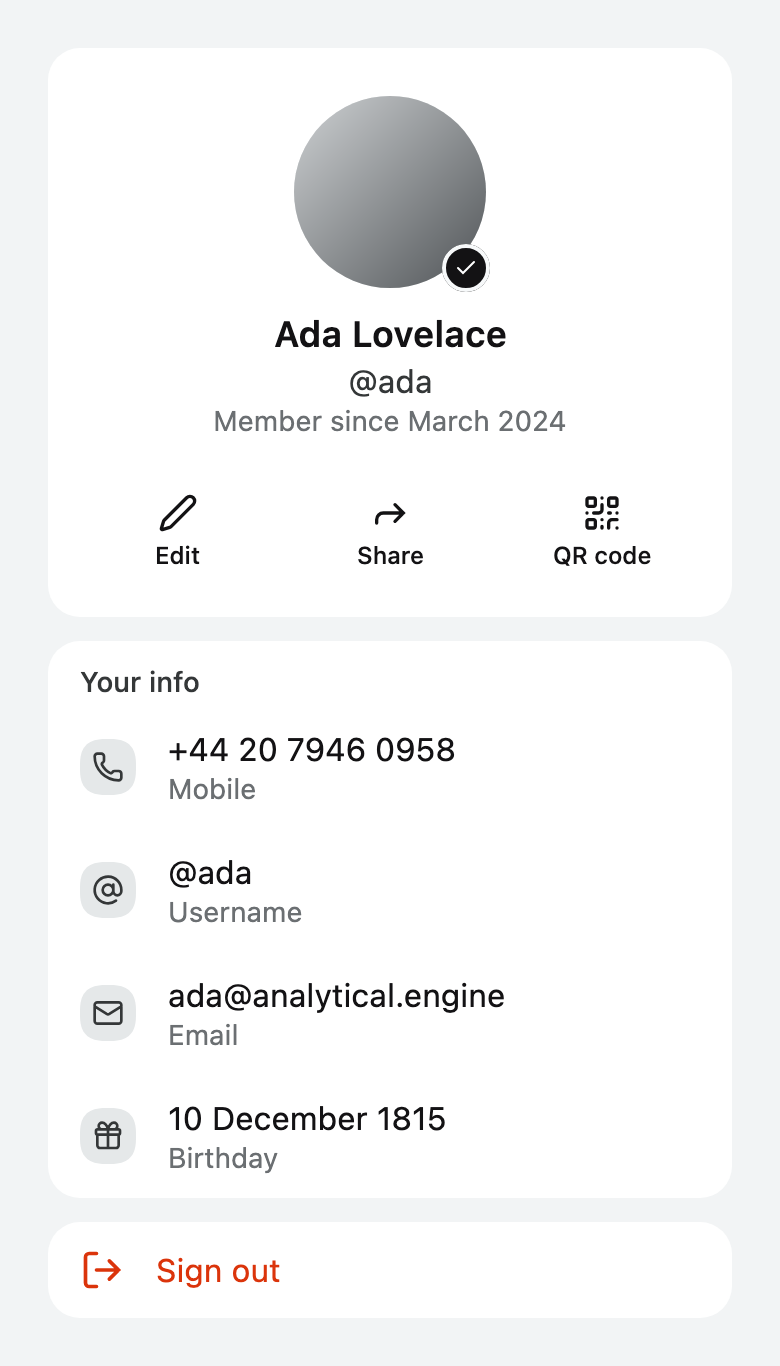 Ada Lovelace
@ada
Member since March 2024
Edit
Share
QR code
Your info
+44 20 7946 0958
Mobile
@ada
Username
ada@analytical.engine
Email
10 December 1815
Birthday
Sign out